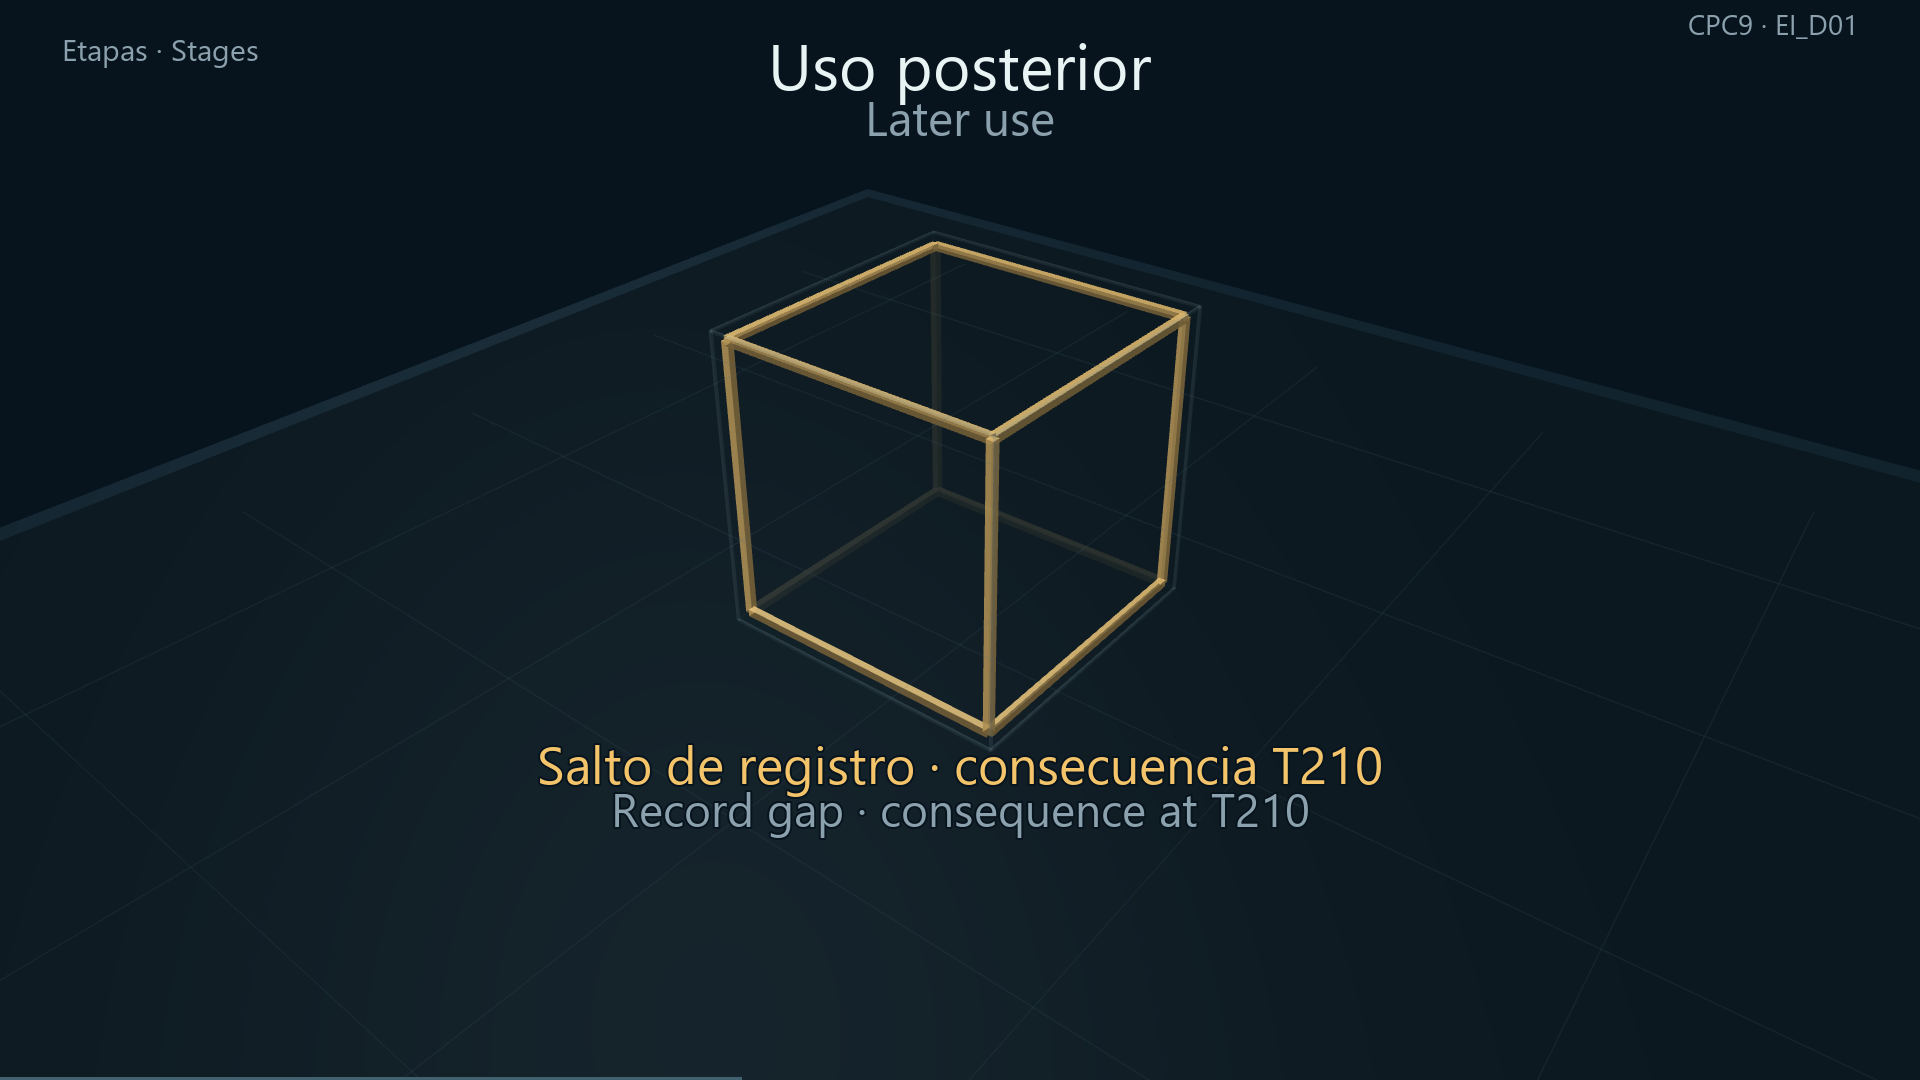 Etapas · Stages
CPC9 · EI_D01
Uso posterior
Later use
Salto de registro · consecuencia T210
Record gap · consequence at T210